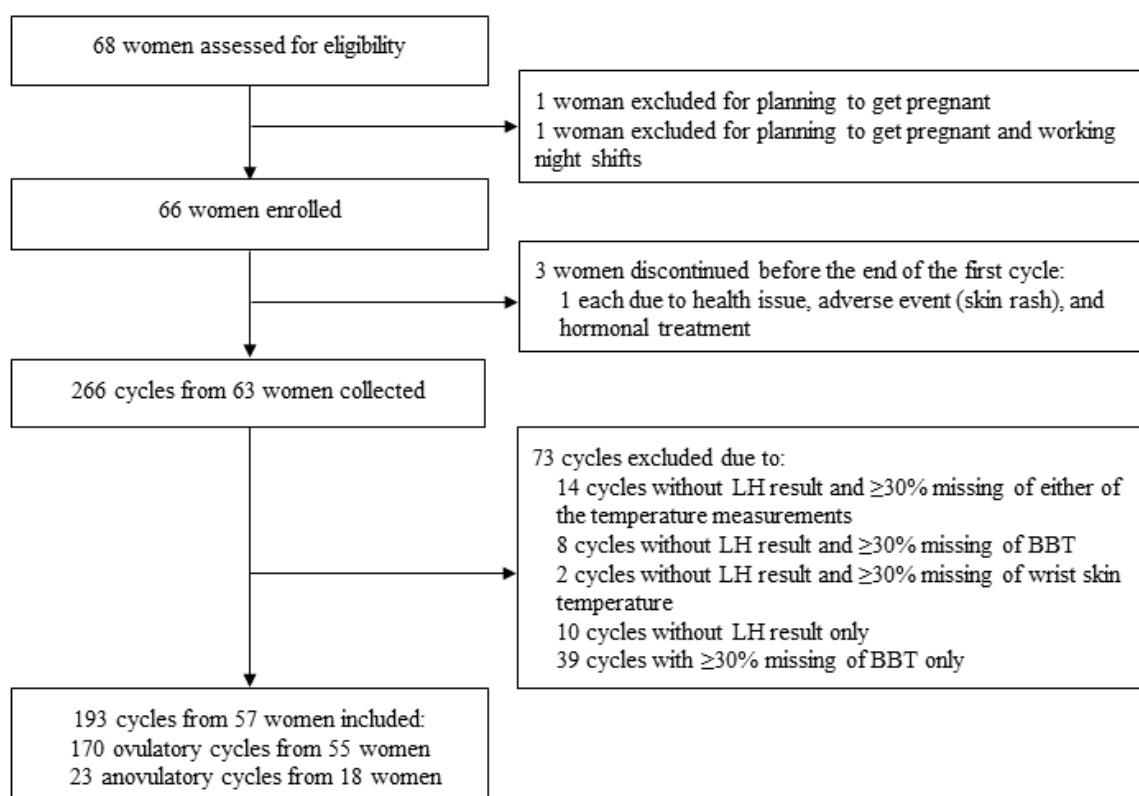 68 women assessed for eligibility
1 woman excluded for planning to get pregnant
1 woman excluded for planning to get pregnant and working
night shifts
66 women enrolled
3 women discontinued before the end of the first cycle:
1 each due to health issue, adverse event (skin rash), and
hormonal treatment
266 cycles from 63 women collected
73 cycles excluded due to:
14 cycles without LH result and ≥30% missing of either of
the temperature measurements
8 cycles without LH result and ≥30% missing of BBT
2 cycles without LH result and ≥30% missing of wrist skin
temperature
10 cycles without LH result only
39 cycles with ≥30% missing of BBT only
193 cycles from 57 women included:
170 ovulatory cycles from 55 women
23 anovulatory cycles from 18 women